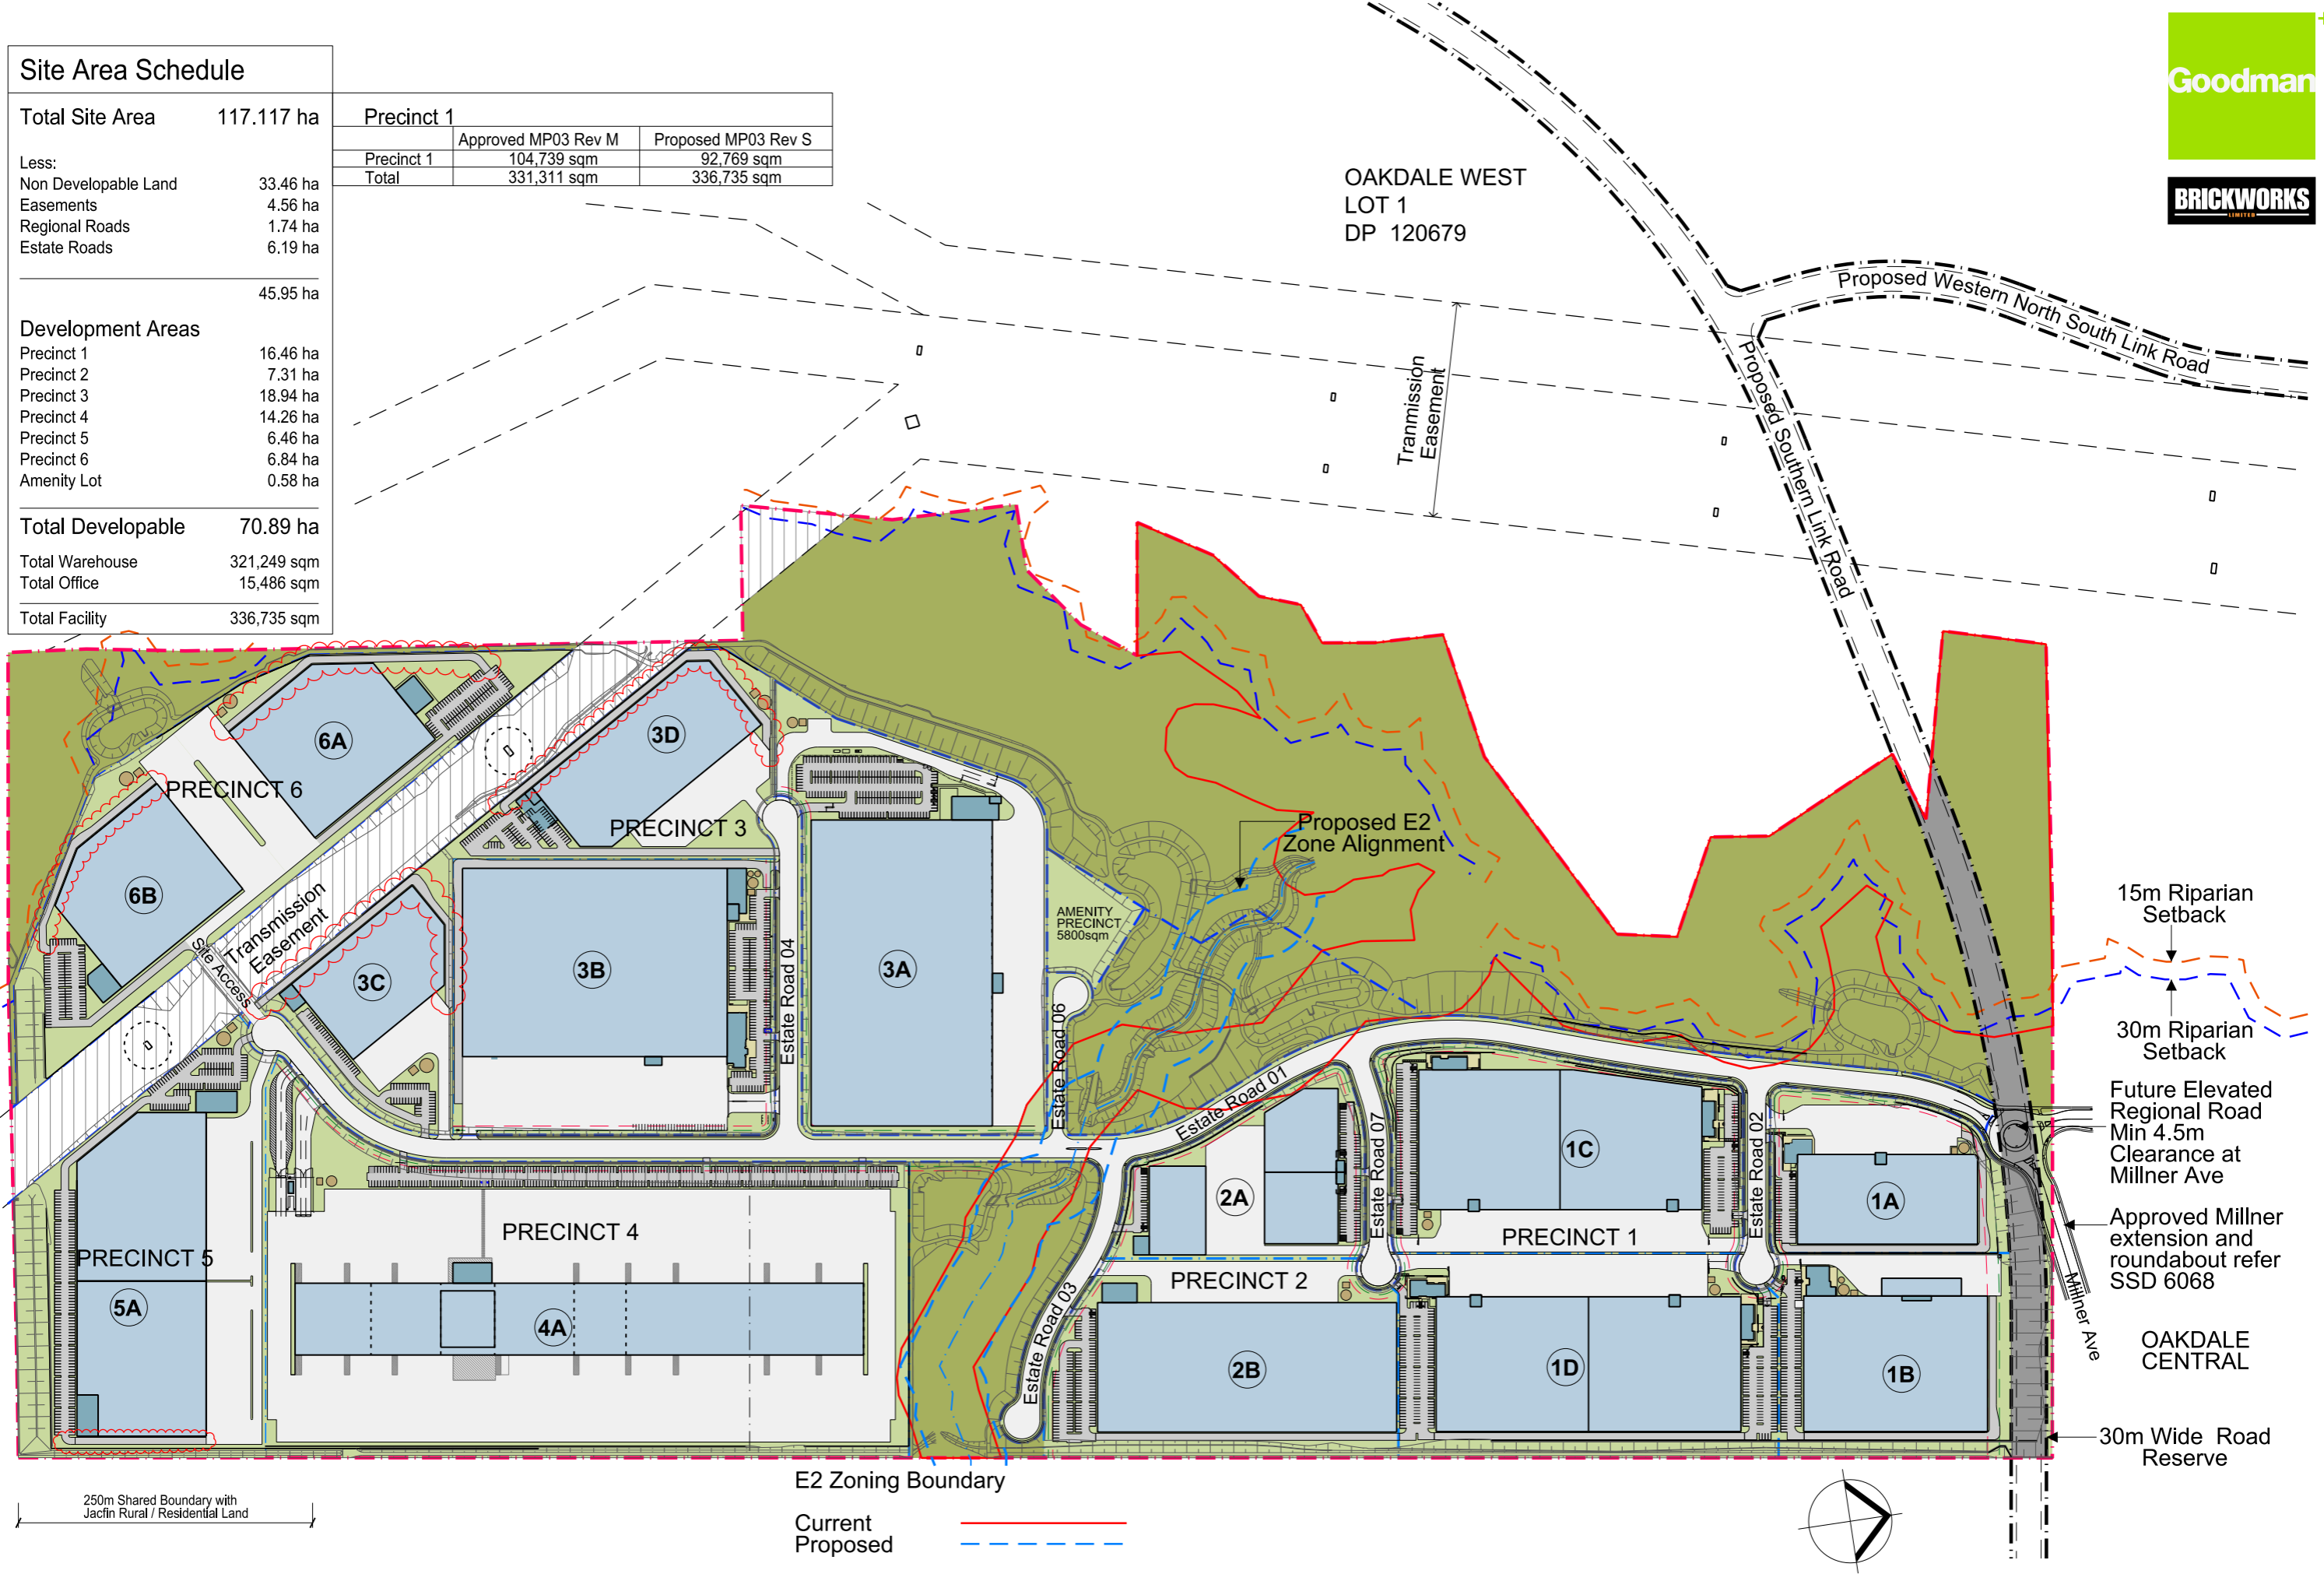 Site Area Schedule
Total Site Area 117.117 ha
Less:
Non Developable Land 33.46 ha
Easements 4.56 ha
Regional Roads 1.74 ha
Estate Roads 6.19 ha
45.95 ha
Development Areas
Precinct 1 16.46 ha
Precinct 2 7.31 ha
Precinct 3 18.94 ha
Precinct 4 14.26 ha
Precinct 5 6.46 ha
Precinct 6 6.84 ha
Amenity Lot 0.58 ha
Total Developable 70.89 ha
Total Warehouse 321,249 sqm
Total Office 15,486 sqm
Total Facility 336,735 sqm
Precinct 1
Approved MP03 Rev M Proposed MP03 Rev S
Precinct 1 104,739 sqm 92,769 sqm
Total 331,311 sqm 336,735 sqm
OAKDALE WEST
LOT 1
DP 120679
Goodman
BRICKWORKS
LIMITED
Proposed Western North South Link Road
Proposed Southern Link Road
Tranmission
Easement
6A
3D
PRECINCT 6
PRECINCT 3
6B
Transmission
Easement
Site Access
3C
3B
Estate Road 04
3A
AMENITY
PRECINCT
5800sqm
Estate Road 06
Proposed E2
Zone Alignment
15m Riparian
Setback
30m Riparian
Setback
Future Elevated
Regional Road
Min 4.5m
Clearance at
Millner Ave
Approved Millner
extension and
roundabout refer
SSD 6068
Millner Ave
OAKDALE
CENTRAL
30m Wide Road
Reserve
Estate Road 01
Estate Road 07
Estate Road 02
1C
1A
2A
PRECINCT 1
PRECINCT 2
PRECINCT 4
PRECINCT 5
5A
4A
Estate Road 03
2B
1D
1B
E2 Zoning Boundary
Current
Proposed
250m Shared Boundary with
Jacfin Rural / Residential Land